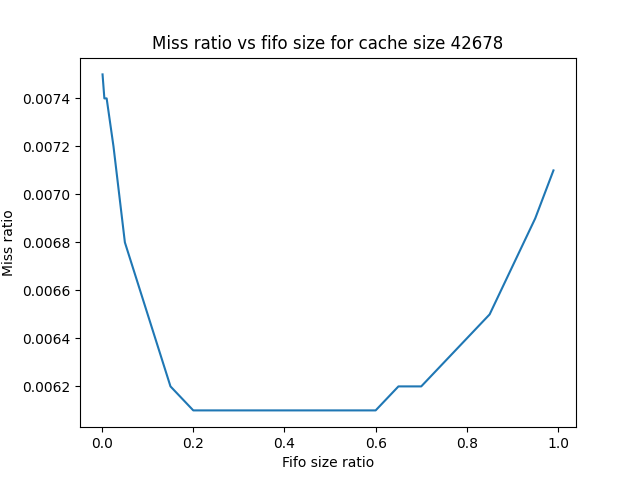 Miss ratio vs fifo size for cache size 42678
Miss ratio
0.0074
0.0072
0.0070
0.0068
0.0066
0.0064
0.0062
0.0 0.2 0.4 0.6 0.8 1.0
Fifo size ratio